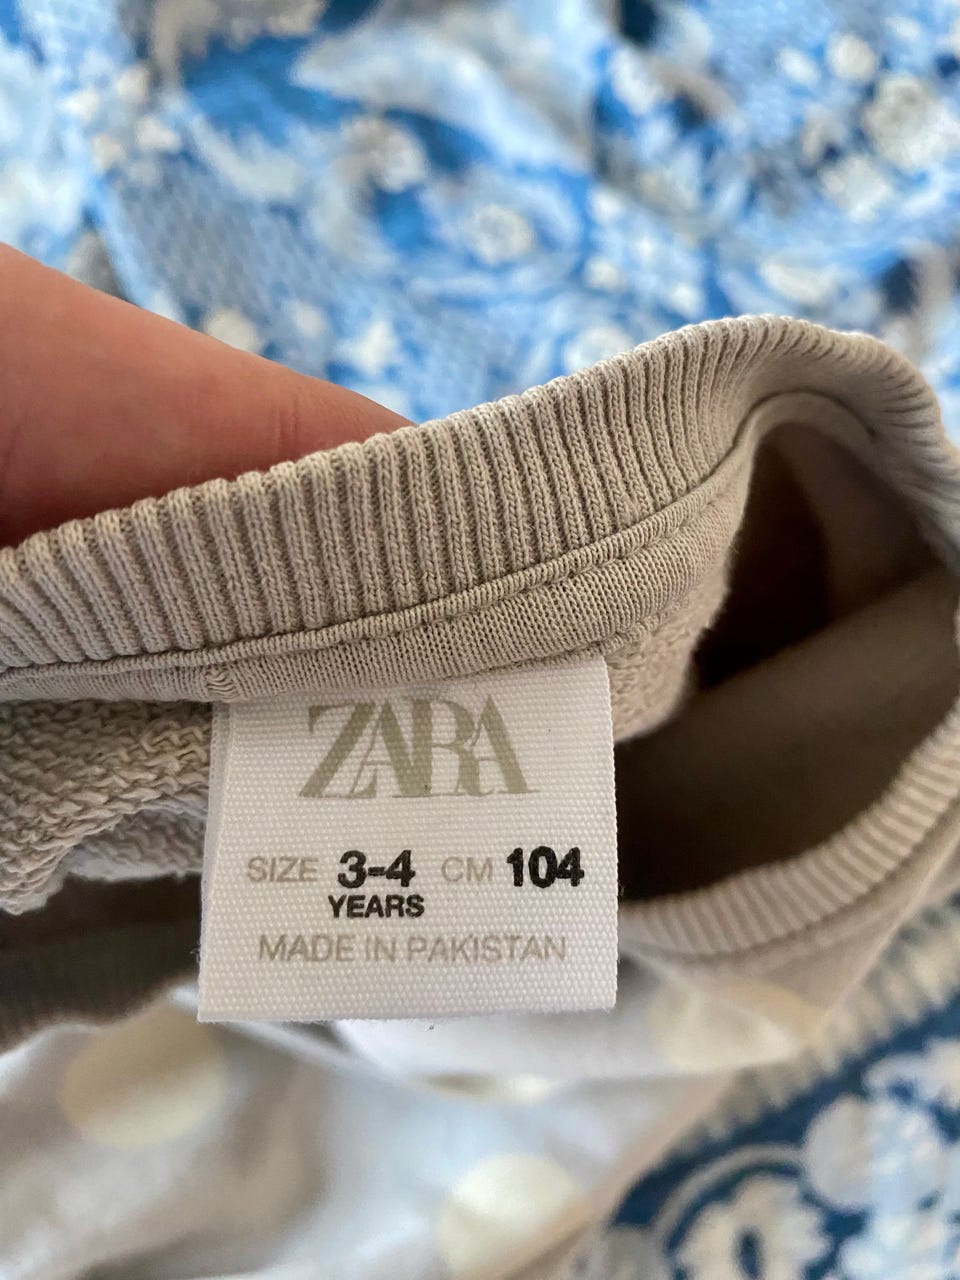 ZARA
SIZE 3-4 CM 104
YEARS
MADE IN PAKISTAN